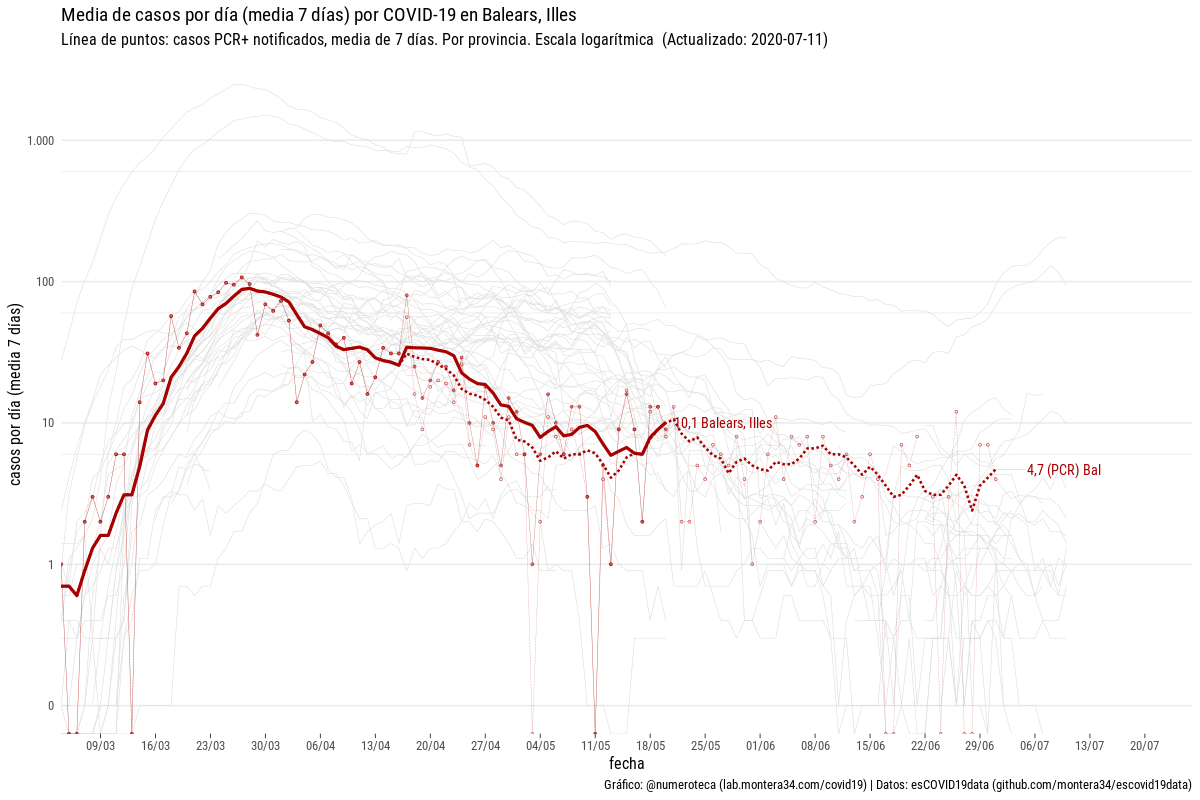 Media de casos por día (media 7 días) por COVID-19 en Balears, Illes
Línea de puntos: casos PCR+ notificados, media de 7 días. Por provincia. Escala logarítmica (Actualizado: 2020-07-11)
casos por día (media 7 días)
1.000
100
10
1
0
10,1 Balears, Illes
4,7 (PCR) Bal
09/03 16/03 23/03 30/03 06/04 13/04 20/04 27/04 04/05 11/05 18/05 25/05 01/06 08/06 15/06 22/06 29/06 06/07 13/07 20/07
fecha
Gráfico: @numeroteca (lab.montera34.com/covid19) | Datos: esCOVID19data (github.com/montera34/escovid19data)